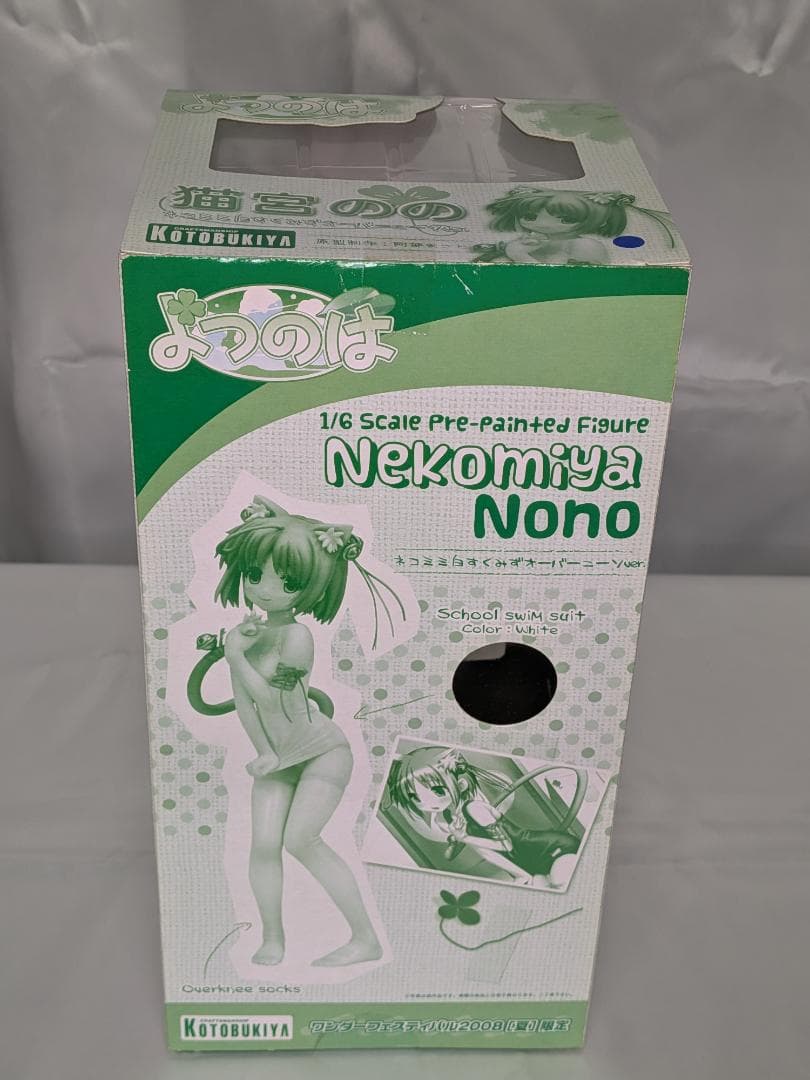 よつのは
猫宮のの
CRAFTSMANSHIP
KOTOBUKIYA
よつのは
1/6 Scale Pre-Painted Figure
Nekomiya
Nono
ネコミミ白すくみずオーバーニーソver.
School swim suit
Color : White
Overknee socks
CRAFTSMANSHIP
KOTOBUKIYA
ワンダーフェスティバル2008[夏]限定